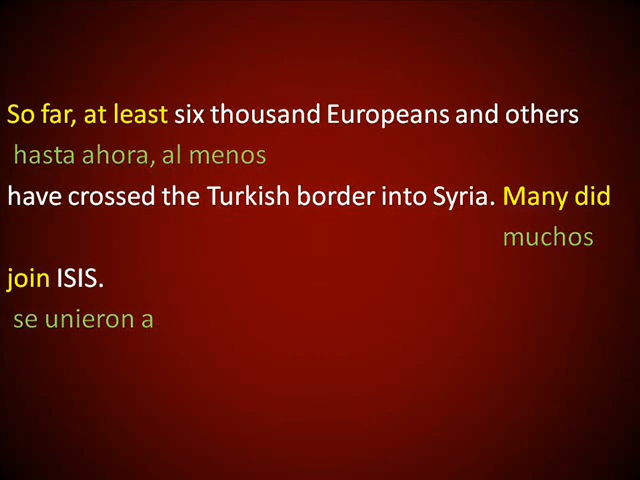 So far, at least six thousand Europeans and others
hasta ahora, al menos
have crossed the Turkish border into Syria. Many did
muchos
join ISIS.
se unieron a